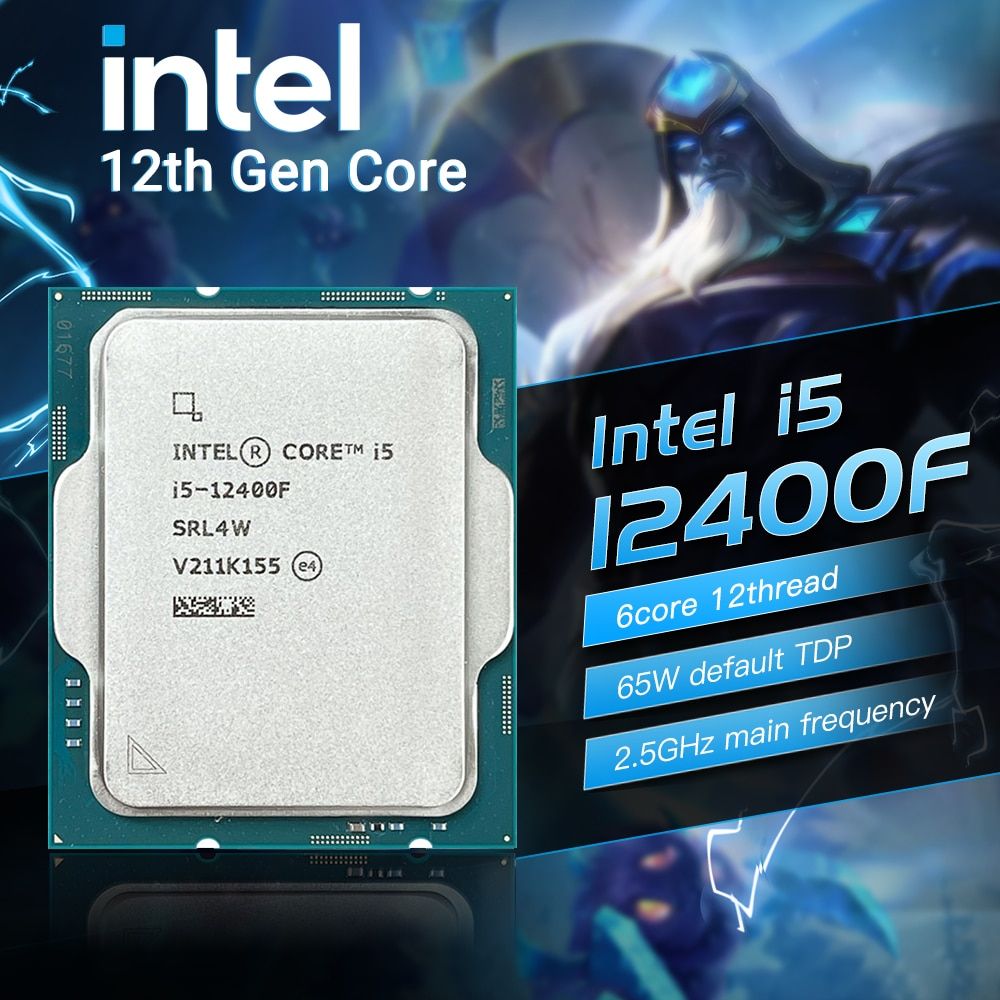 intel
12th Gen Core
01677
INTEL® CORE™ i5
i5-12400F
SRL4W
V211K155 e4
Intel i5
12400F
6core 12thread
65W default TDP
2.5GHz main frequency